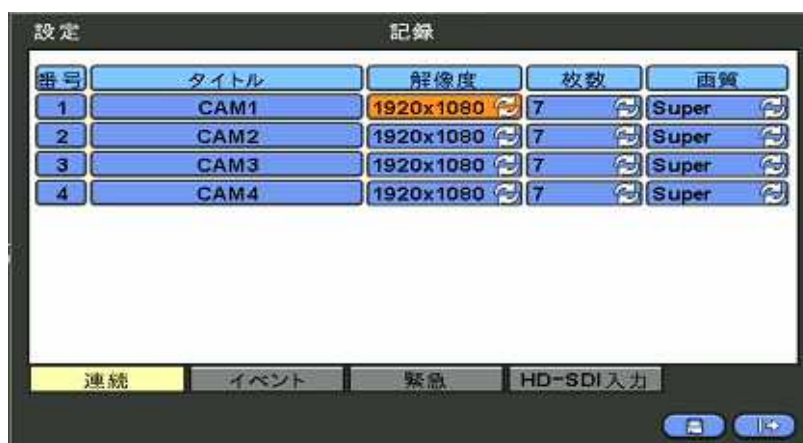 設定 記録
番号 タイトル 解像度 枚数 画質
1 CAM1 1920x1080 7 Super
2 CAM2 1920x1080 7 Super
3 CAM3 1920x1080 7 Super
4 CAM4 1920x1080 7 Super
連続 イベント 緊急 HD-SDI入力